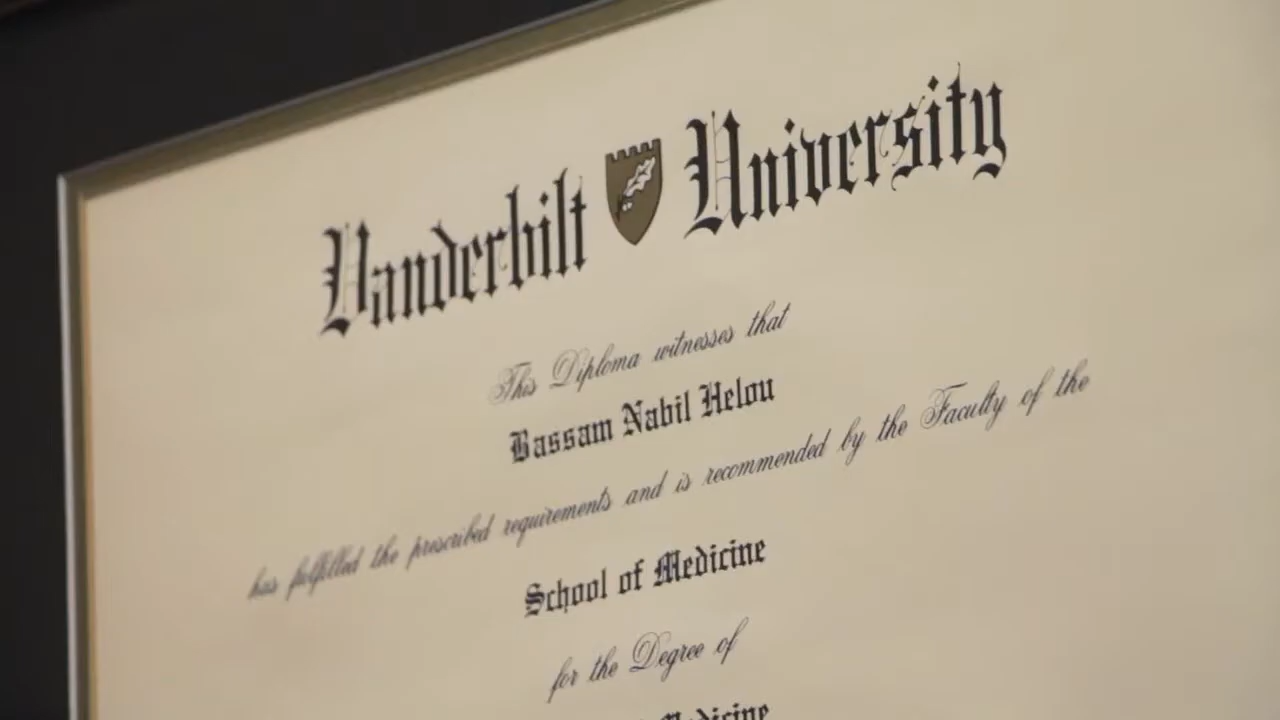 Vanderbilt University
This Diploma witnesses that
Bassam Nabil Helou
has fulfilled the prescribed requirements and is recommended by the Faculty of the
School of Medicine
for the Degree of
Medicine